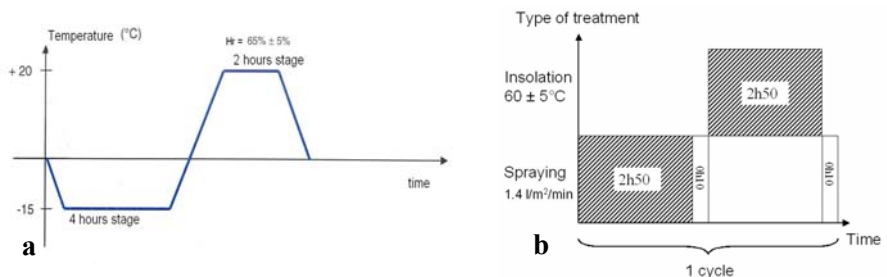 Temperature (°C)
Hr = 65% ± 5%
2 hours stage
+ 20
time
-15
4 hours stage
a
Type of treatment
Insolation
60 ± 5°C
2h50
Spraying
1.4 l/m²/min
2h50
0h10
0h10
Time
b
1 cycle